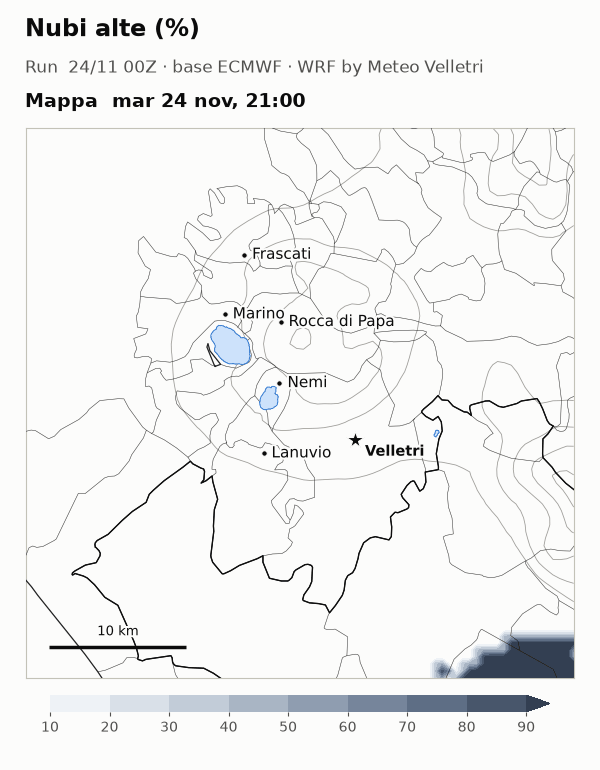 Nubi alte (%)
Run  24/11 00Z · base ECMWF · WRF by Meteo Velletri
Mappa  mar 24 nov, 21:00
Frascati
Marino
Rocca di Papa
Nemi
Velletri
Lanuvio
10 km
10 20 30 40 50 60 70 80 90